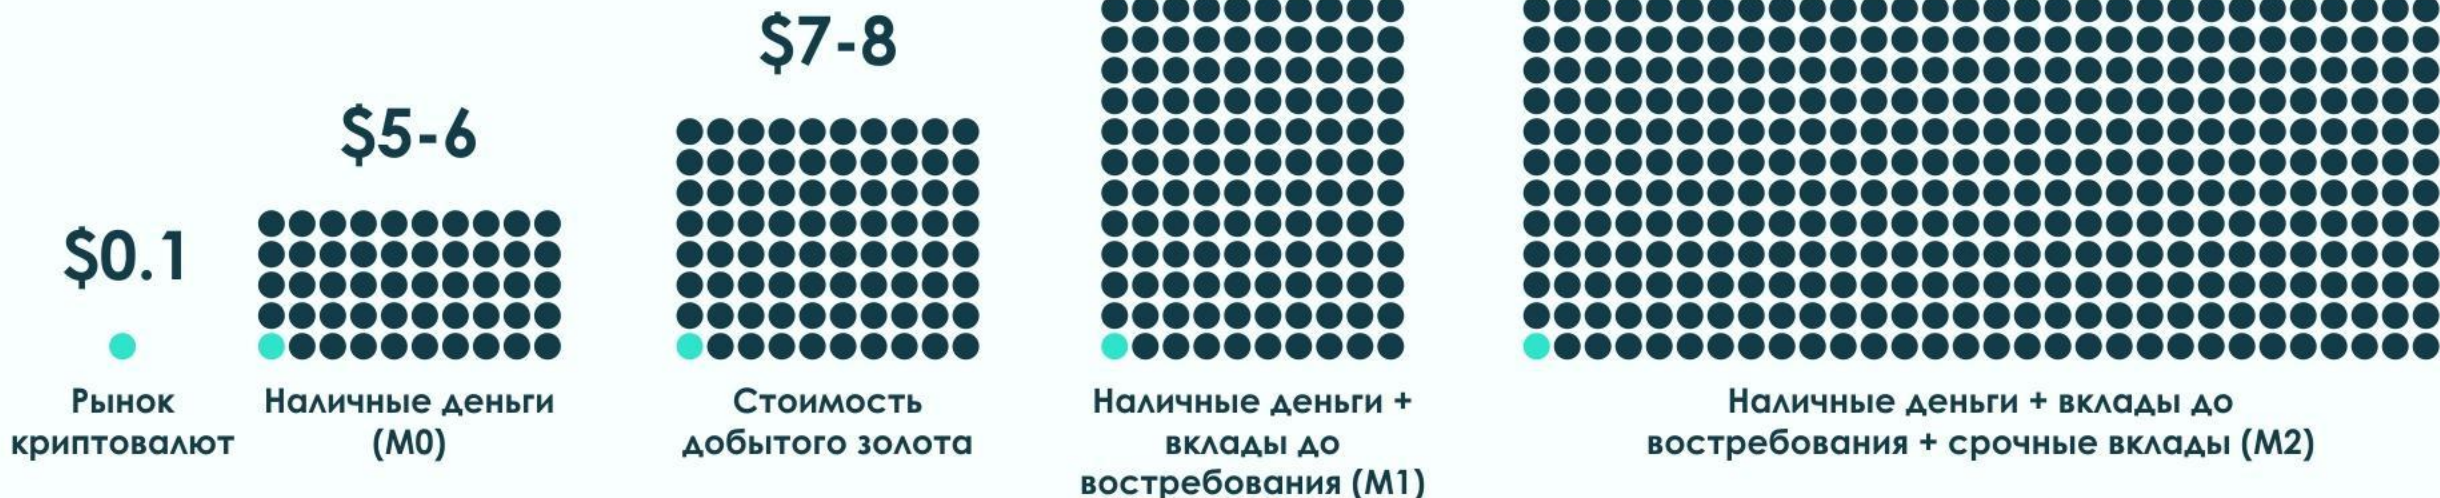 $0.1
Рынок
криптовалют
$5-6
Наличные деньги
(М0)
$7-8
Стоимость
добытого золота
Наличные деньги +
вклады до
востребования (М1)
Наличные деньги + вклады до
востребования + срочные вклады (М2)